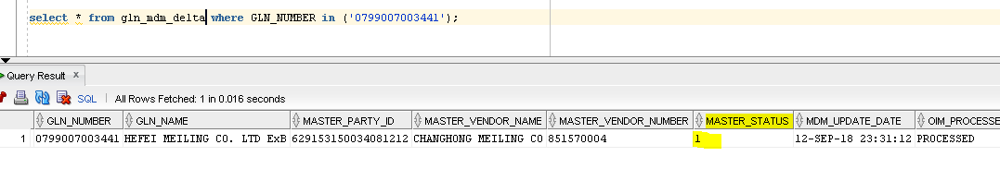 select * from gln_mdm_delta where GLN_NUMBER in ('0799007003441');
Query Result x
SQL | All Rows Fetched: 1 in 0.016 seconds
GLN_NUMBER GLN_NAME MASTER_PARTY_ID MASTER_VENDOR_NAME MASTER_VENDOR_NUMBER MASTER_STATUS MDM_UPDATE_DATE OIM_PROCESSE
1 0799007003441 HEFEI MEILING CO. LTD ExB 629153150034081212 CHANGHONG MEILING CO 851570004 1 12-SEP-18 23:31:12 PROCESSED